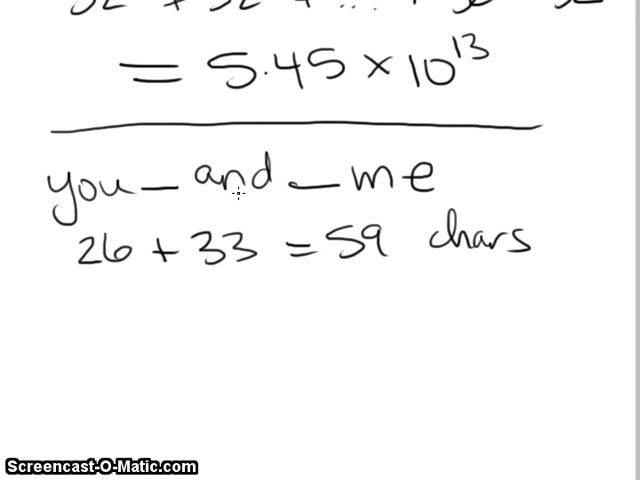 = 5.45 × 10^13
you_and_me
26 + 33 = 59 chars
Screencast-O-Matic.com